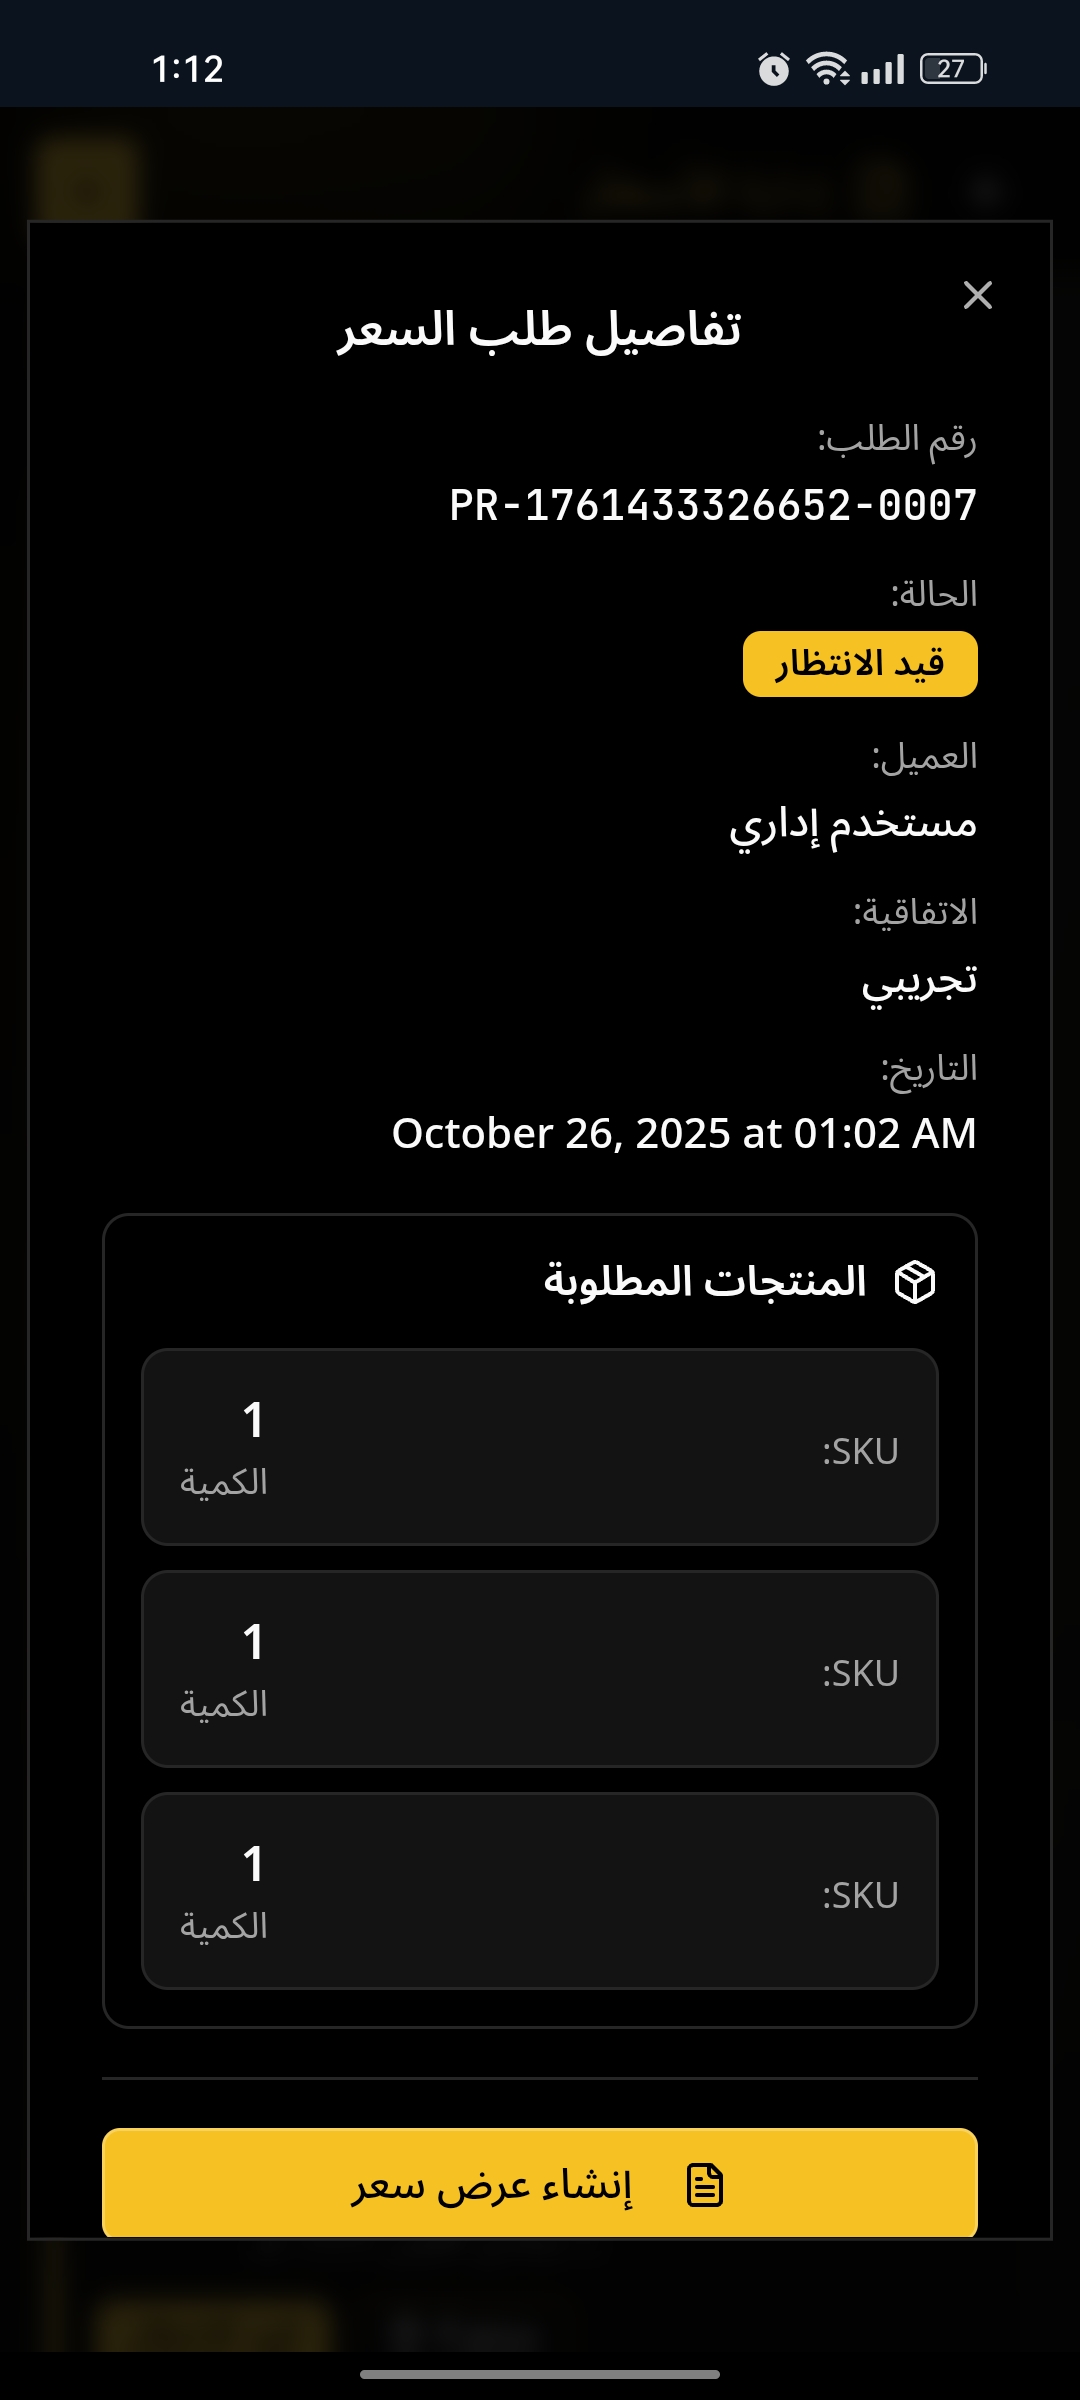 1:12
27
تفاصيل طلب السعر
رقم الطلب:
PR-1761433326652-0007
الحالة:
قيد الانتظار
العميل:
مستخدم إداري
الاتفاقية:
تجريبي
التاريخ:
October 26, 2025 at 01:02 AM
المنتجات المطلوبة
SKU:
1
الكمية
SKU:
1
الكمية
SKU:
1
الكمية
إنشاء عرض سعر